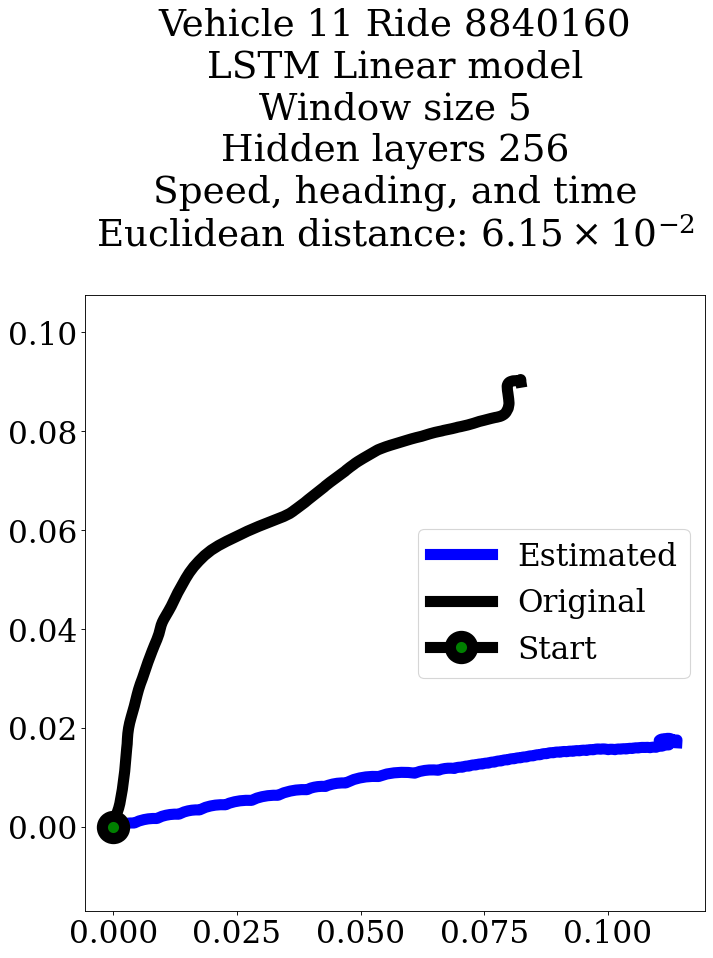 Vehicle 11 Ride 8840160
LSTM Linear model
Window size 5
Hidden layers 256
Speed, heading, and time
Euclidean distance: 6.15 × 10⁻²
0.10
0.08
0.06
0.04
0.02
0.00
Estimated
Original
Start
0.000 0.025 0.050 0.075 0.100